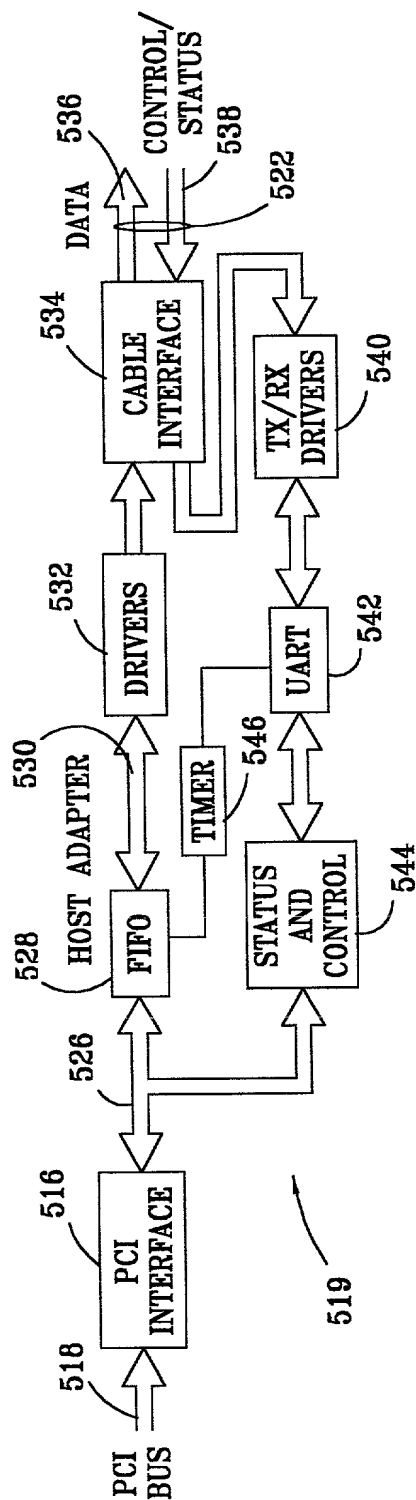 PCI
BUS
518
PCI
INTERFACE
516
526
528
FIFO
HOST ADAPTER
530
DRIVERS
532
CABLE
INTERFACE
534
DATA
536
CONTROL/
STATUS
538
522
TIMER
546
STATUS
AND
CONTROL
544
UART
542
TX/RX
DRIVERS
540
519